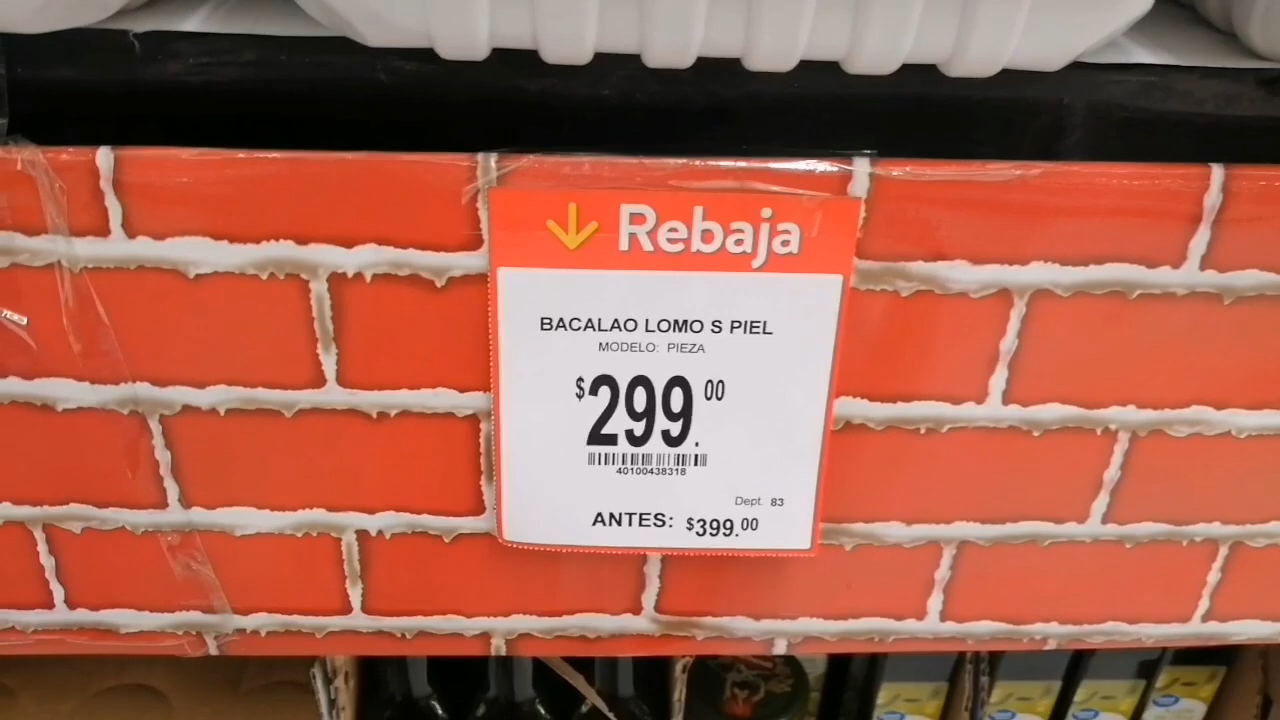 Rebaja
BACALAO LOMO S PIEL
MODELO: PIEZA
$299.00
40100438318
Dept. 83
ANTES: $399.00